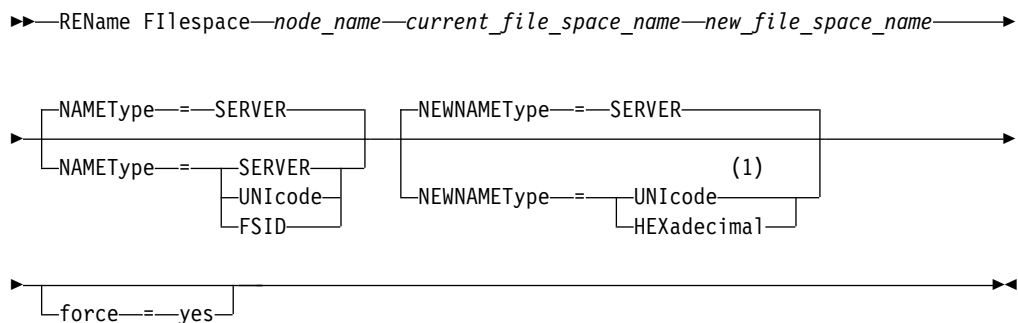 REName FIlespace node_name current_file_space_name new_file_space_name
NAMEType = SERVER NEWNAMEType = SERVER
NAMEType = SERVER (1)
UNIcode NEWNAMEType = UNIcode
FSID HEXadecimal
force = yes